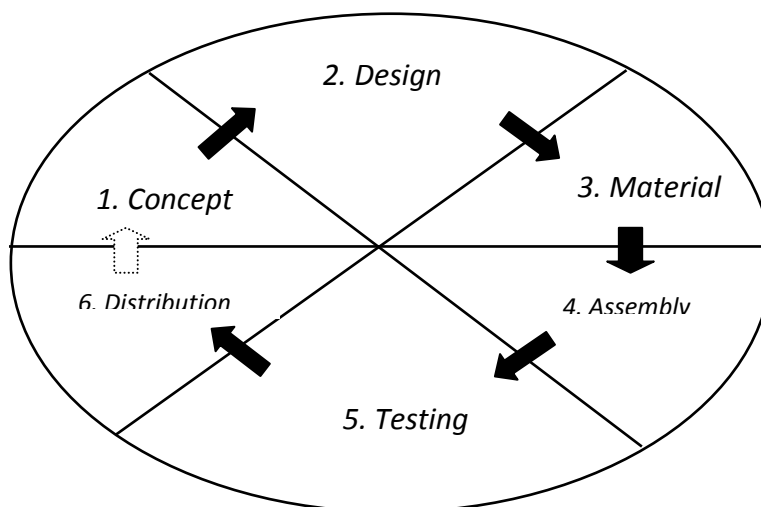 2. Design
1. Concept
3. Material
6. Distribution
4. Assembly
5. Testing